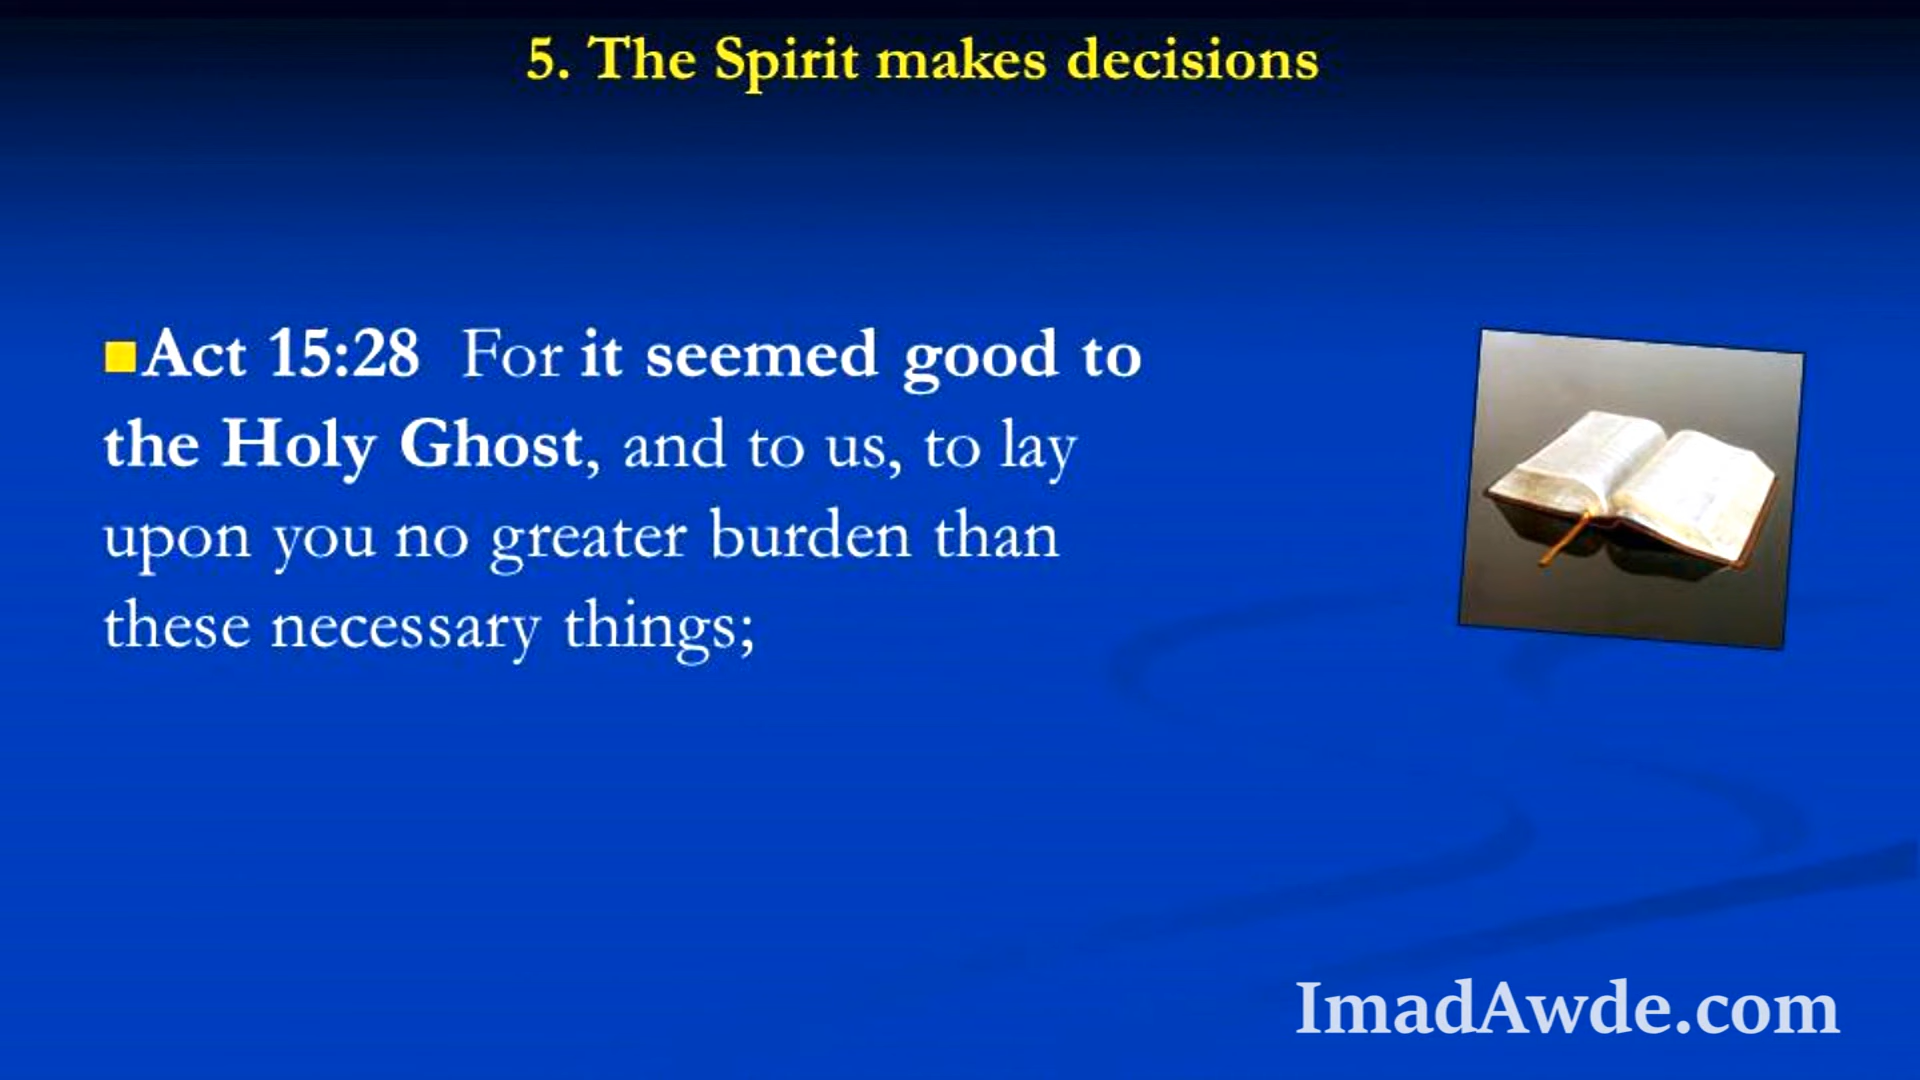 5. The Spirit makes decisions
Act 15:28 For it seemed good to
the Holy Ghost, and to us, to lay
upon you no greater burden than
these necessary things;
ImadAwde.com